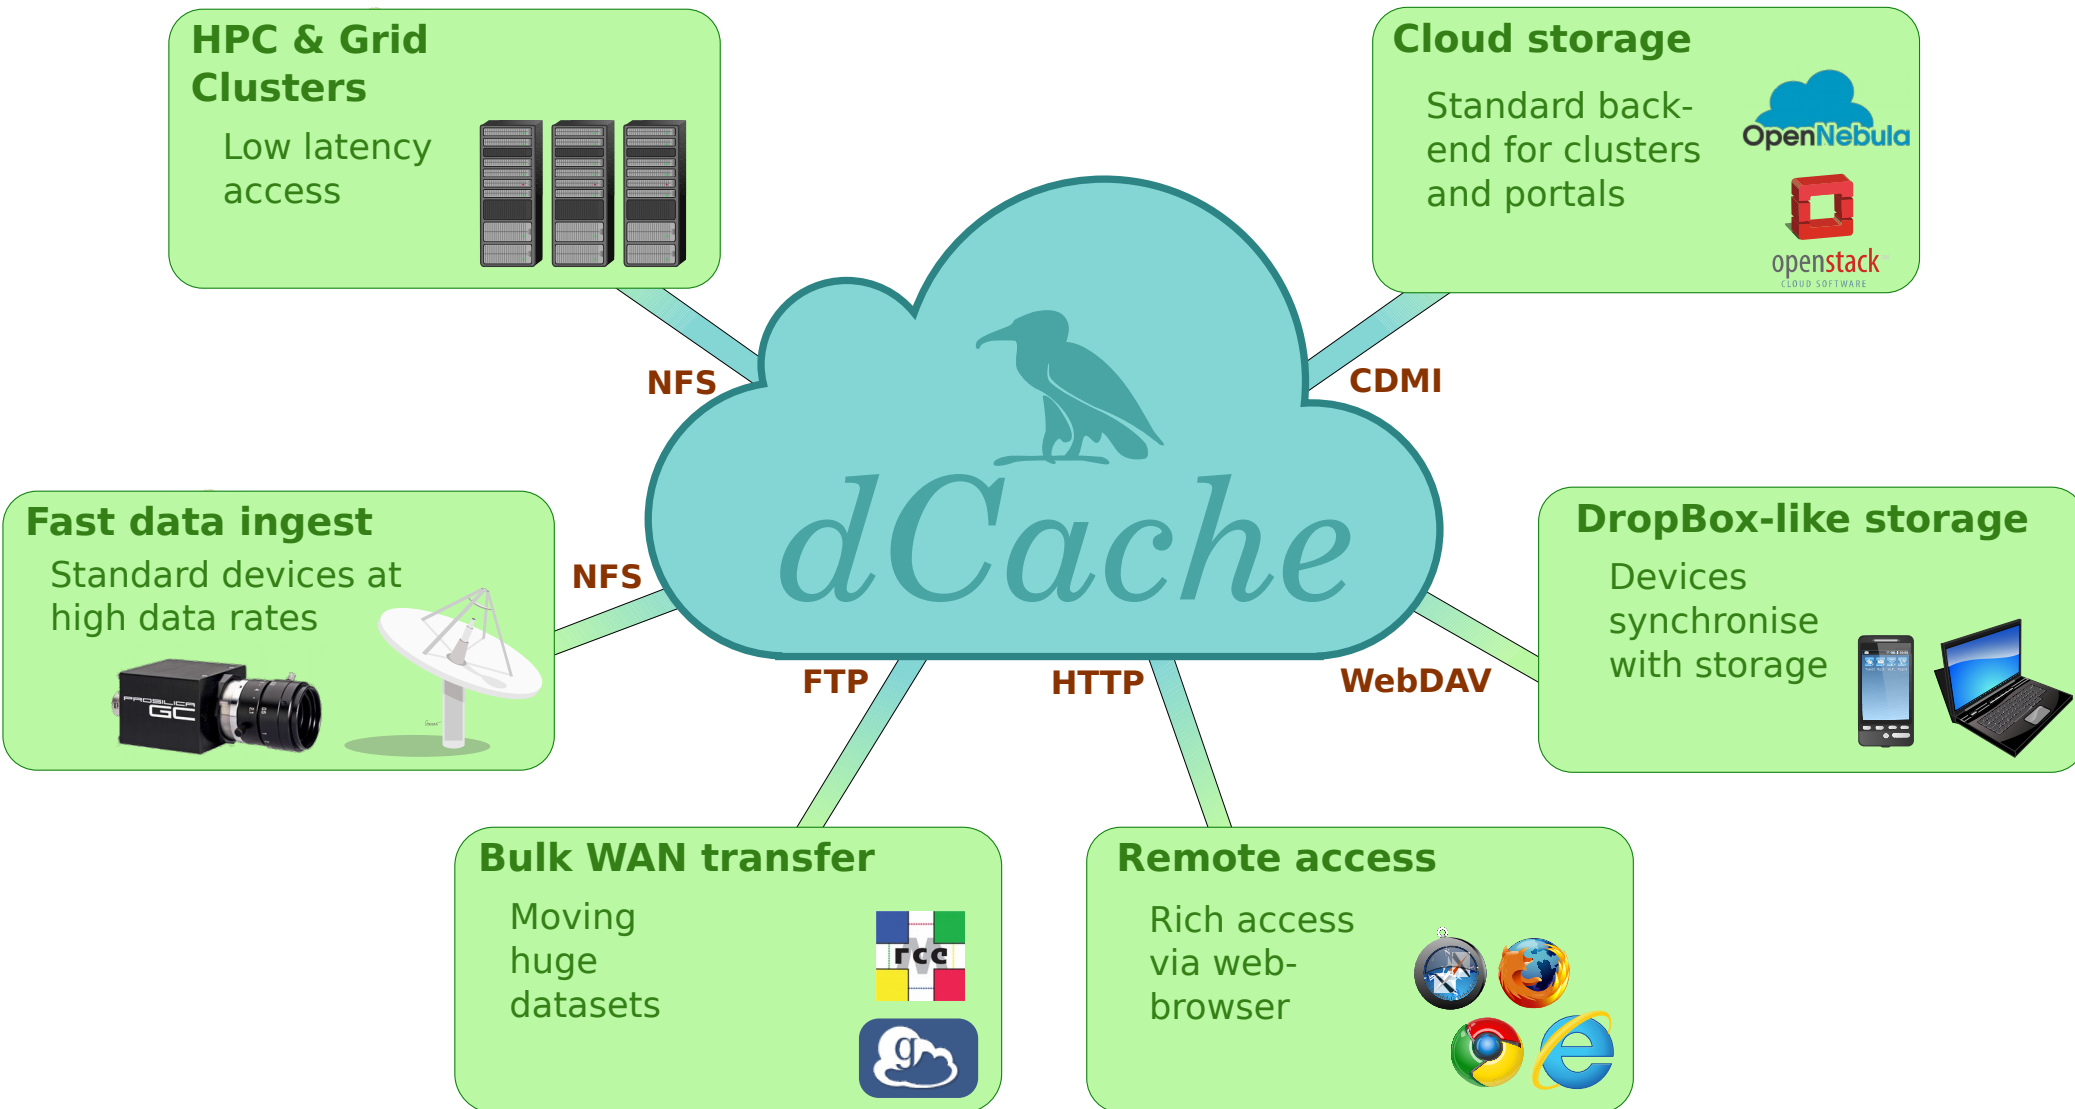 HPC & Grid
Clusters
Low latency
access
Cloud storage
Standard back-
end for clusters
and portals
OpenNebula
openstack
CLOUD SOFTWARE
NFS
CDMI
dCache
Fast data ingest
Standard devices at
high data rates
PROSILICA
GC
NFS
DropBox-like storage
Devices
synchronise
with storage
FTP
HTTP
WebDAV
Bulk WAN transfer
Moving
huge
datasets
rcc
g
Remote access
Rich access
via web-
browser